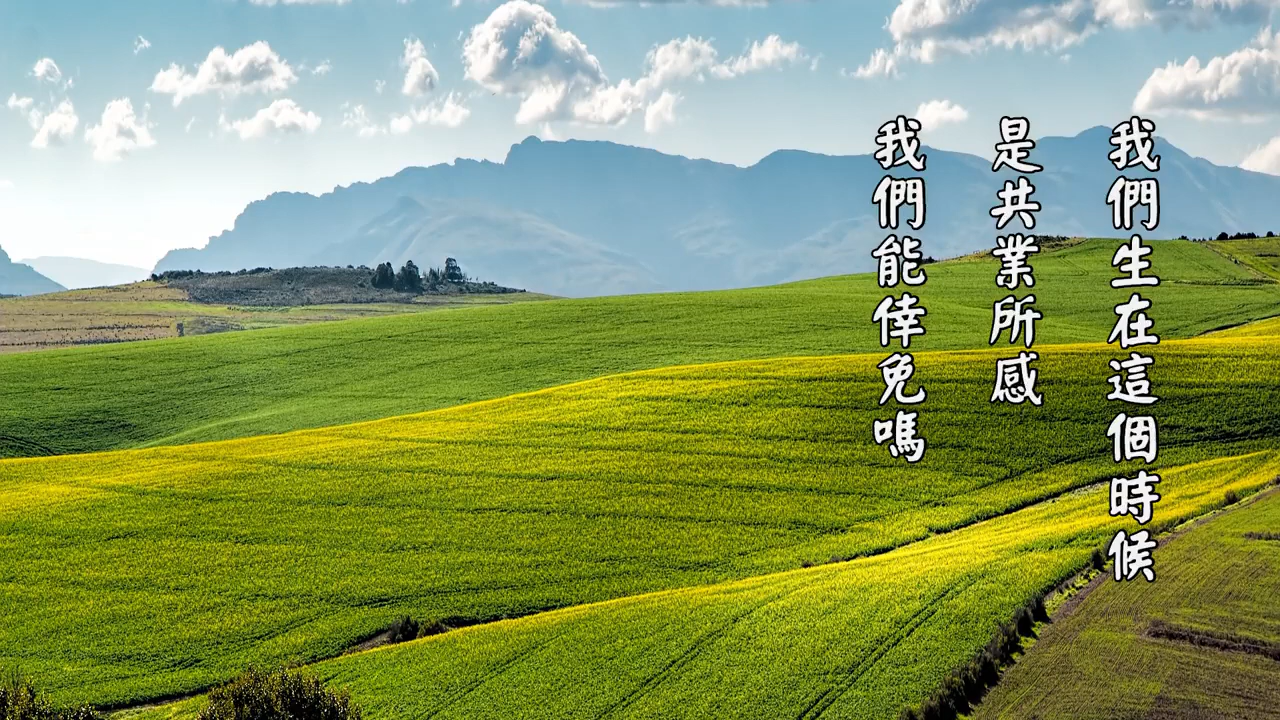 我們生在這個時候
是共業所感
我們能倖免嗎